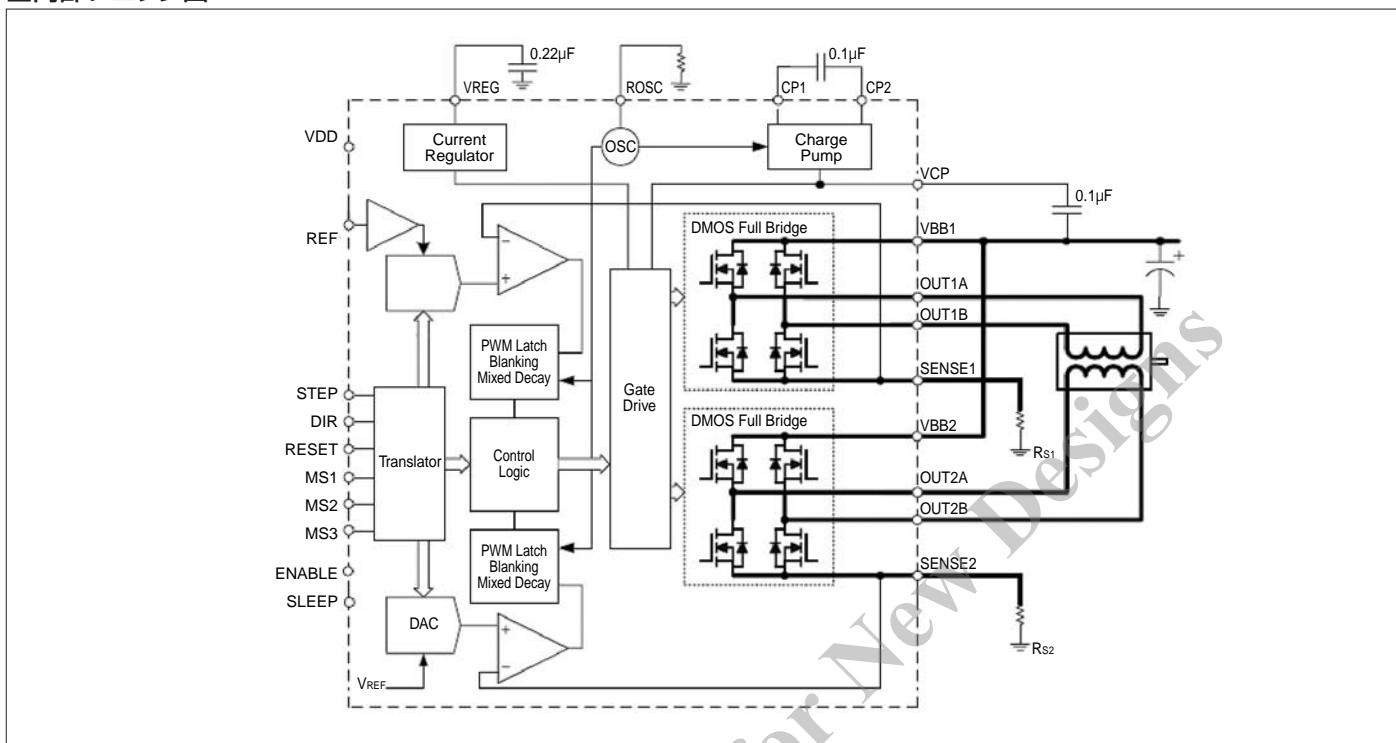 0.22µF
0.1µF
VREG
ROSC
CP1
CP2
VDD
Current
Regulator
OSC
Charge
Pump
VCP
0.1µF
REF
DMOS Full Bridge
VBB1
OUT1A
OUT1B
PWM Latch
Blanking
Mixed Decay
SENSE1
Gate
Drive
STEP
DIR
RESET
MS1
MS2
MS3
Translator
Control
Logic
DMOS Full Bridge
VBB2
RS1
OUT2A
OUT2B
PWM Latch
Blanking
Mixed Decay
SENSE2
ENABLE
SLEEP
DAC
RS2
VREF
for New Designs